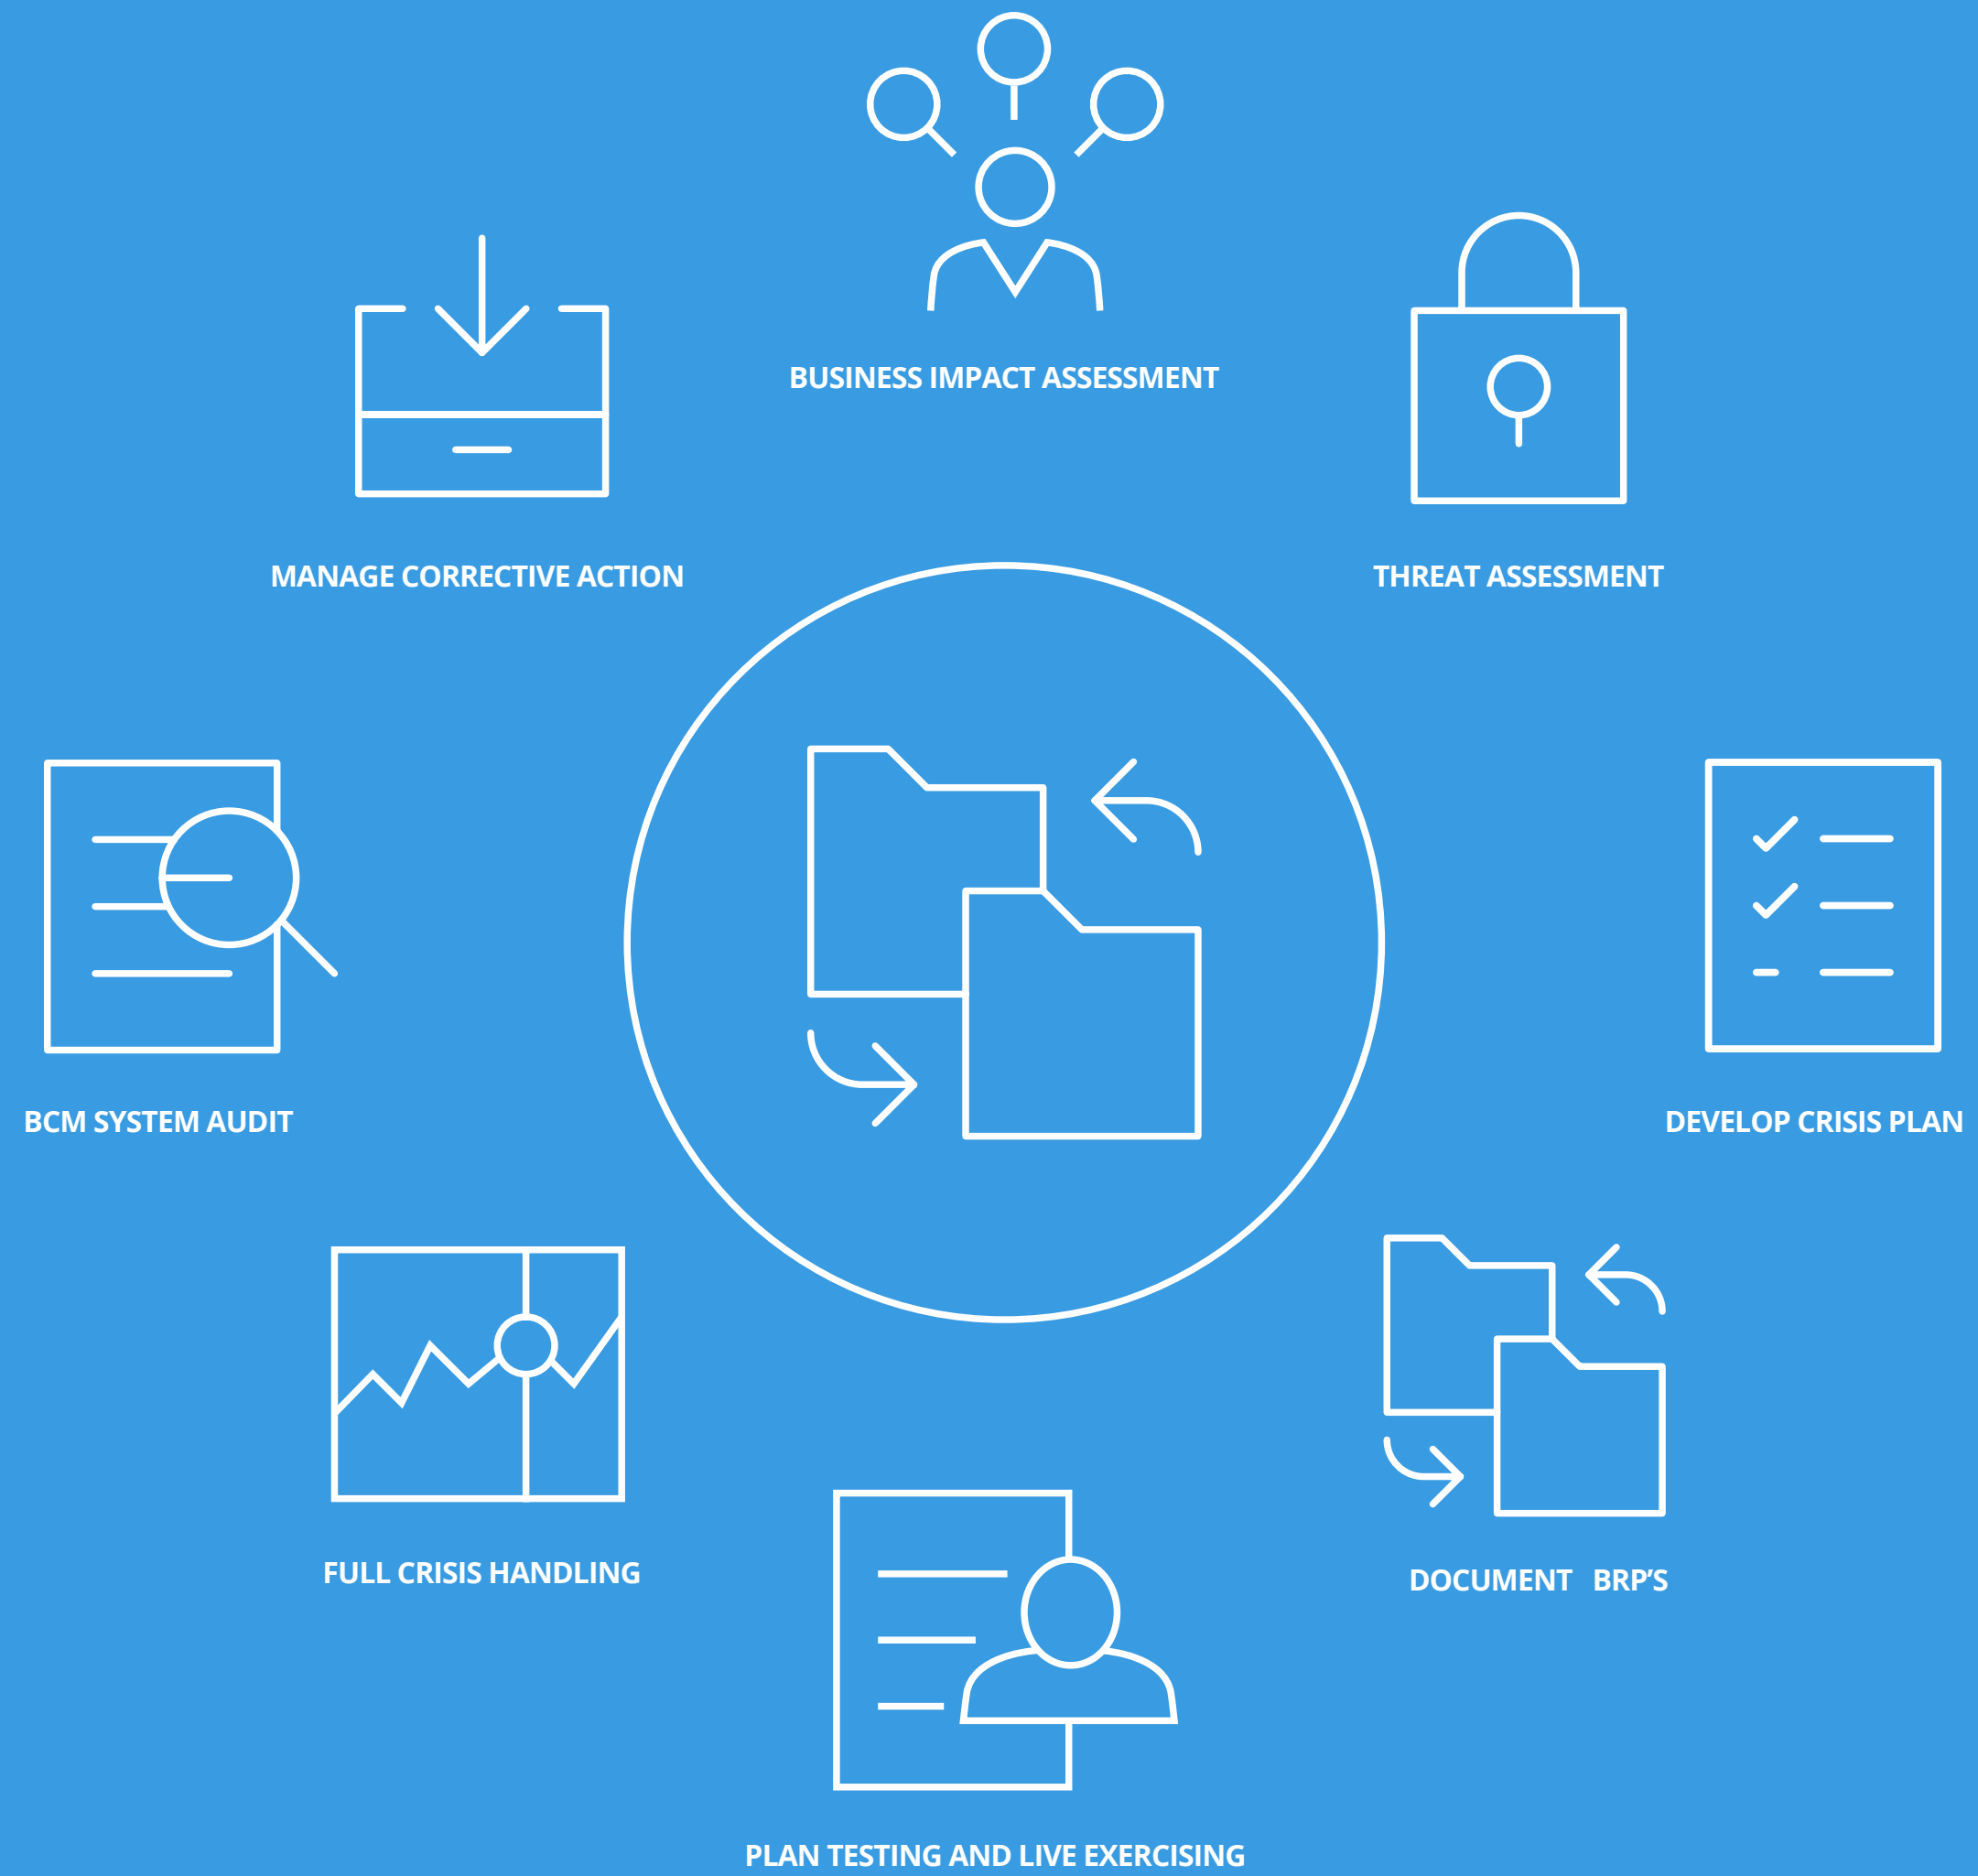 BUSINESS IMPACT ASSESSMENT
MANAGE CORRECTIVE ACTION
THREAT ASSESSMENT
BCM SYSTEM AUDIT
DEVELOP CRISIS PLAN
FULL CRISIS HANDLING
DOCUMENT BRP’S
PLAN TESTING AND LIVE EXERCISING